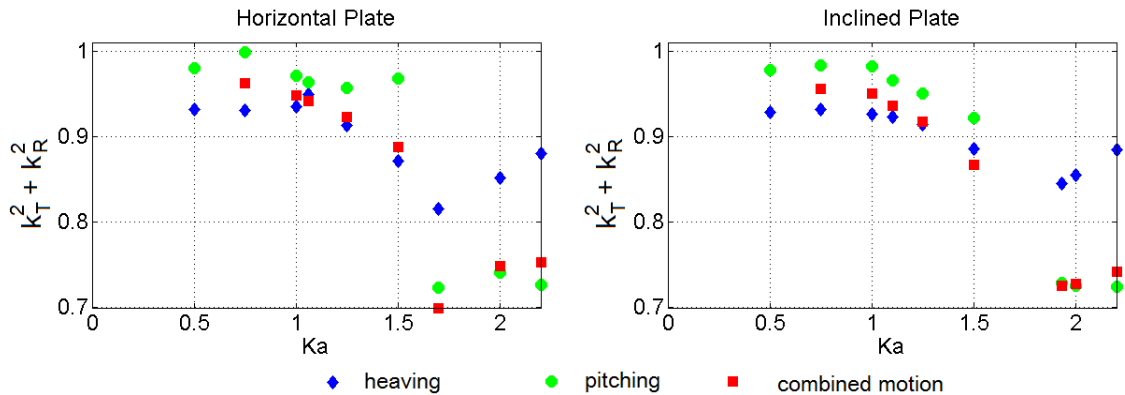 Horizontal Plate
k_T^2 + k_R^2
1
0.9
0.8
0.7
0
0.5
1
1.5
2
Ka
Inclined Plate
k_T^2 + k_R^2
1
0.9
0.8
0.7
0
0.5
1
1.5
2
Ka
heaving
pitching
combined motion